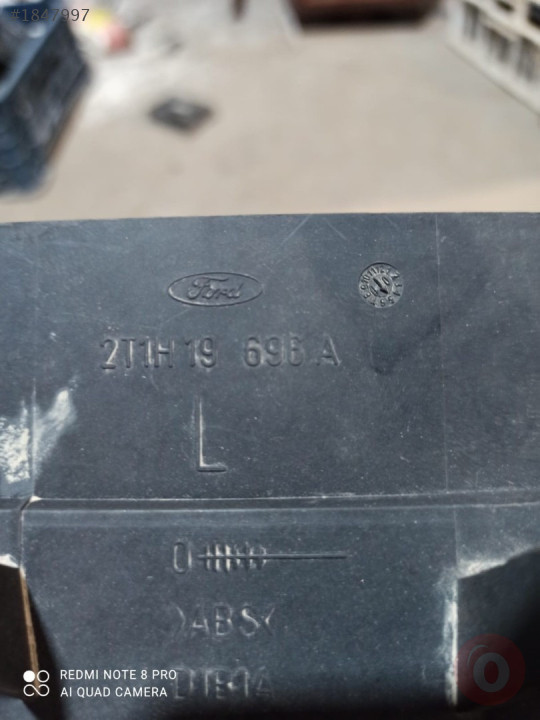 #1847997
Ford
2T1H 19 696 A
L
>ABS<
REDMI NOTE 8 PRO
AI QUAD CAMERA